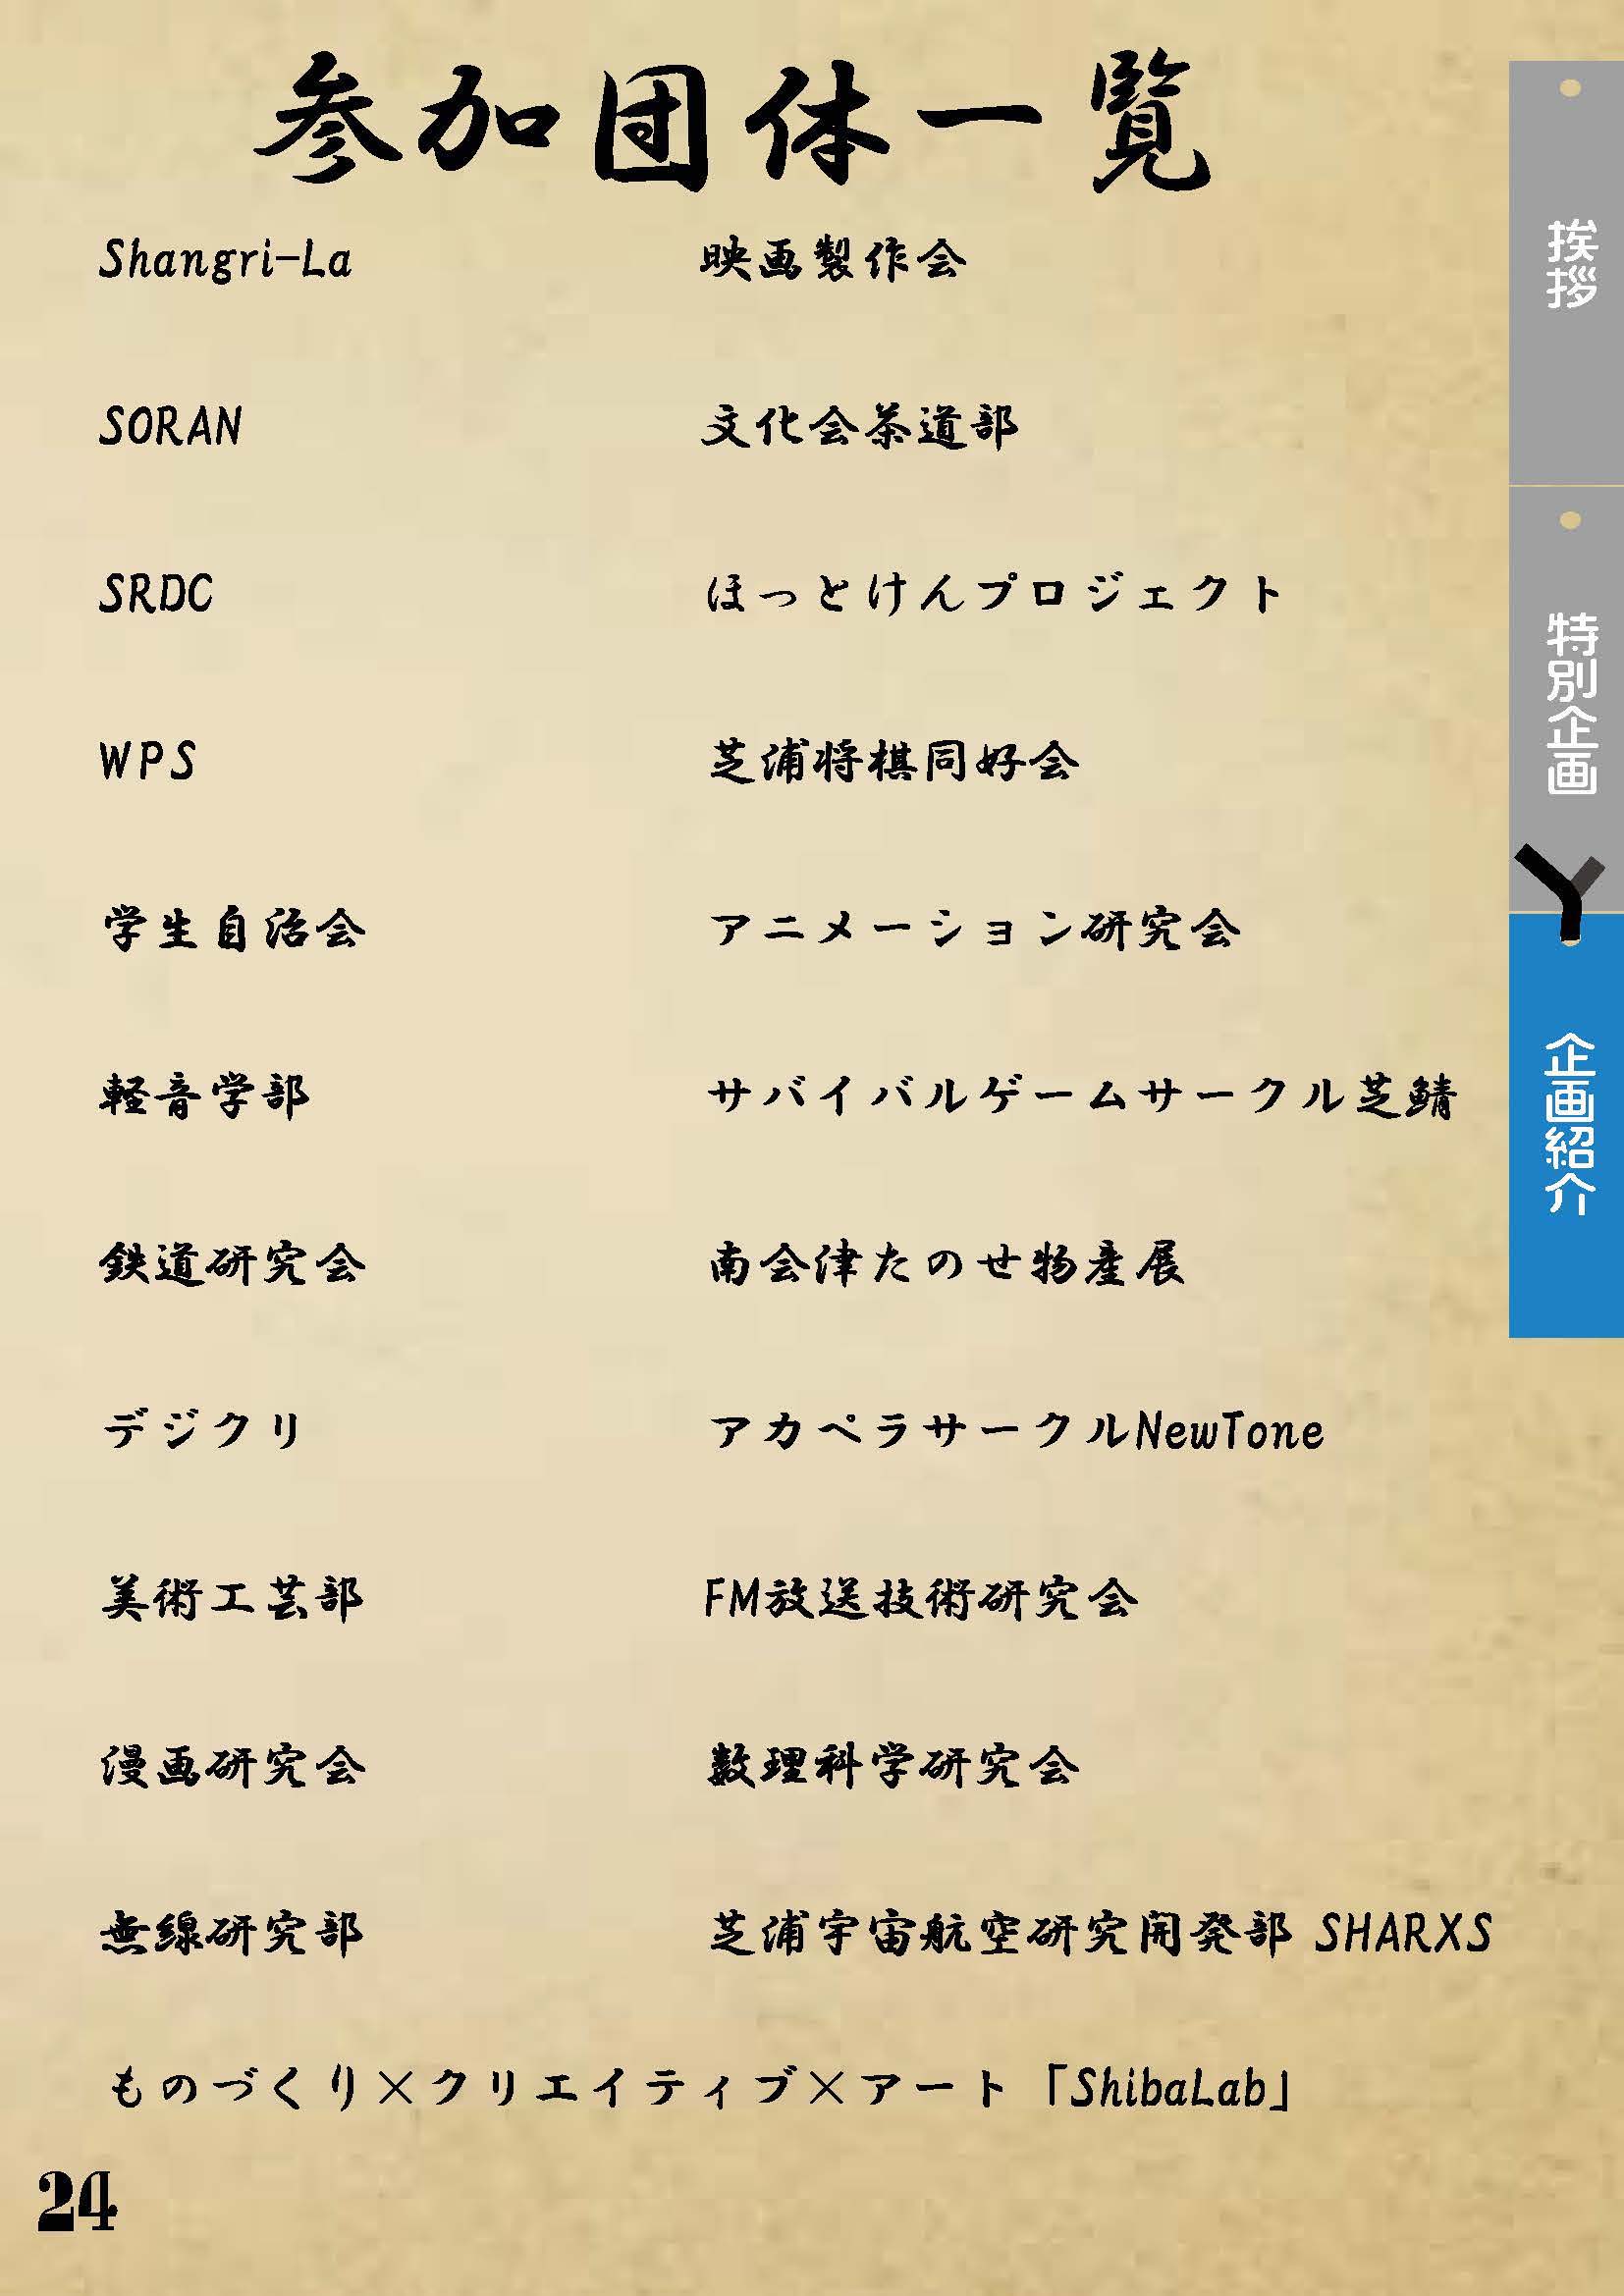 参加団体一覧
Shangri-La
映画製作会
SORAN
文化会茶道部
SRDC
ほっとけんプロジェクト
WPS
芝浦将棋同好会
学生自治会
アニメーション研究会
軽音学部
サバイバルゲームサークル芝鯖
鉄道研究会
南会津たのせ物産展
デジクリ
アカペラサークルNewTone
美術工芸部
FM放送技術研究会
漫画研究会
数理科学研究会
無線研究部
芝浦宇宙航空研究開発部 SHARXS
ものづくり×クリエイティブ×アート「ShibaLab」
24
挨拶
特別企画
企画紹介